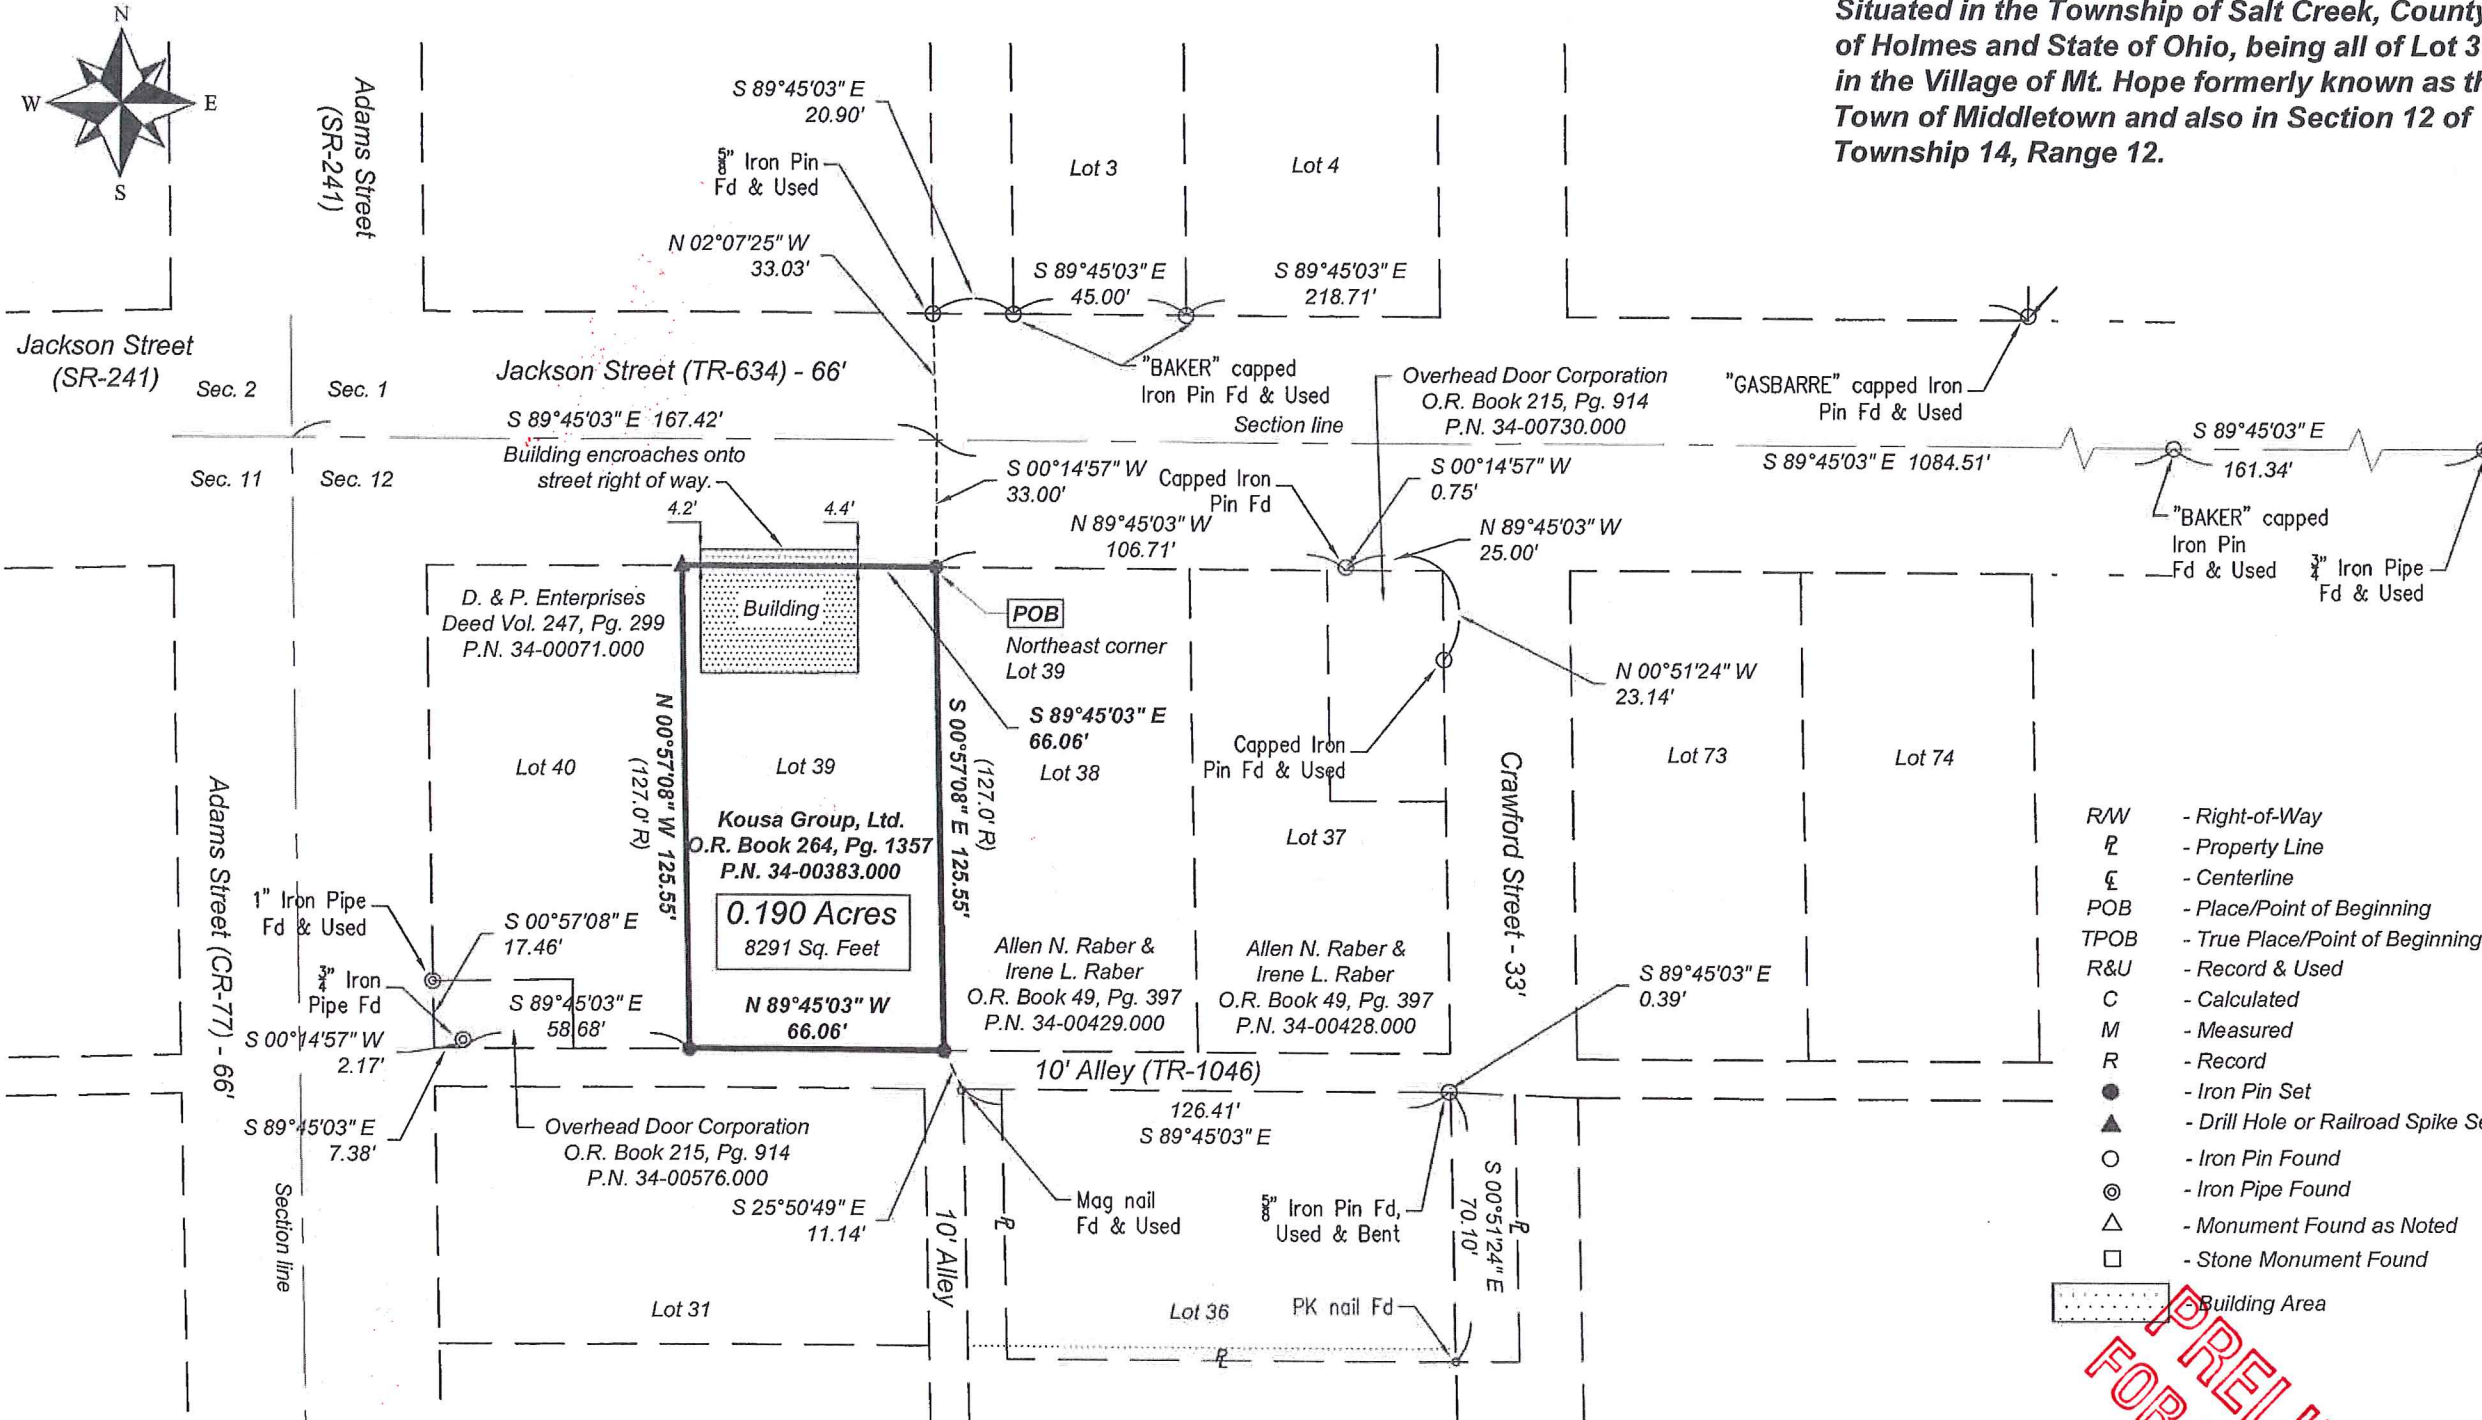 Situated in the Township of Salt Creek, County
of Holmes and State of Ohio, being all of Lot 3
in the Village of Mt. Hope formerly known as th
Town of Middletown and also in Section 12 of
Township 14, Range 12.
N
W
E
S
Adams Street
(SR-241)
S 89°45'03" E
20.90'
5/8" Iron Pin
Fd & Used
N 02°07'25" W
33.03'
Lot 3
Lot 4
S 89°45'03" E
45.00'
S 89°45'03" E
218.71'
Jackson Street
(SR-241)
Sec. 2
Sec. 1
Jackson Street (TR-634) - 66'
"BAKER" capped
Iron Pin Fd & Used
Overhead Door Corporation
O.R. Book 215, Pg. 914
P.N. 34-00730.000
"GASBARRE" capped Iron
Pin Fd & Used
S 89°45'03" E 167.42'
Section line
S 89°45'03" E
161.34'
S 89°45'03" E 1084.51'
Sec. 11
Sec. 12
Building encroaches onto
street right of way.
4.2'
4.4'
S 00°14'57" W
33.00'
Capped Iron
Pin Fd
S 00°14'57" W
0.75'
N 89°45'03" W
106.71'
N 89°45'03" W
25.00'
"BAKER" capped
Iron Pin
Fd & Used
3/4" Iron Pipe
Fd & Used
D. & P. Enterprises
Deed Vol. 247, Pg. 299
P.N. 34-00071.000
Building
POB
Northeast corner
Lot 39
N 00°51'24" W
23.14'
S 89°45'03" E
66.06'
N 00°57'08" W 125.55'
(127.0' R)
S 00°57'08" E 125.55'
(127.0' R)
Capped Iron
Pin Fd & Used
Lot 40
Lot 39
Lot 38
Lot 37
Lot 73
Lot 74
Crawford Street - 33'
Adams Street (CR-77) - 66'
Kousa Group, Ltd.
O.R. Book 264, Pg. 1357
P.N. 34-00383.000
0.190 Acres
8291 Sq. Feet
N 89°45'03" W
66.06'
1" Iron Pipe
Fd & Used
S 00°57'08" E
17.46'
3/4" Iron
Pipe Fd
S 89°45'03" E
58.68'
S 00°14'57" W
2.17'
Allen N. Raber &
Irene L. Raber
O.R. Book 49, Pg. 397
P.N. 34-00429.000
Allen N. Raber &
Irene L. Raber
O.R. Book 49, Pg. 397
P.N. 34-00428.000
S 89°45'03" E
0.39'
10' Alley (TR-1046)
126.41'
S 89°45'03" E
S 89°45'03" E
7.38'
Overhead Door Corporation
O.R. Book 215, Pg. 914
P.N. 34-00576.000
S 25°50'49" E
11.14'
Mag nail
Fd & Used
5/8" Iron Pin Fd,
Used & Bent
S 00°51'24" E
70.10'
Section line
10' Alley
PL
PL
PL
Lot 31
Lot 36
PK nail Fd
R/W - Right-of-Way
PL - Property Line
CL - Centerline
POB - Place/Point of Beginning
TPOB - True Place/Point of Beginning
R&U - Record & Used
C - Calculated
M - Measured
R - Record
- Iron Pin Set
- Drill Hole or Railroad Spike Se
- Iron Pin Found
- Iron Pipe Found
- Monument Found as Noted
- Stone Monument Found
- Building Area
PRELI
FOR